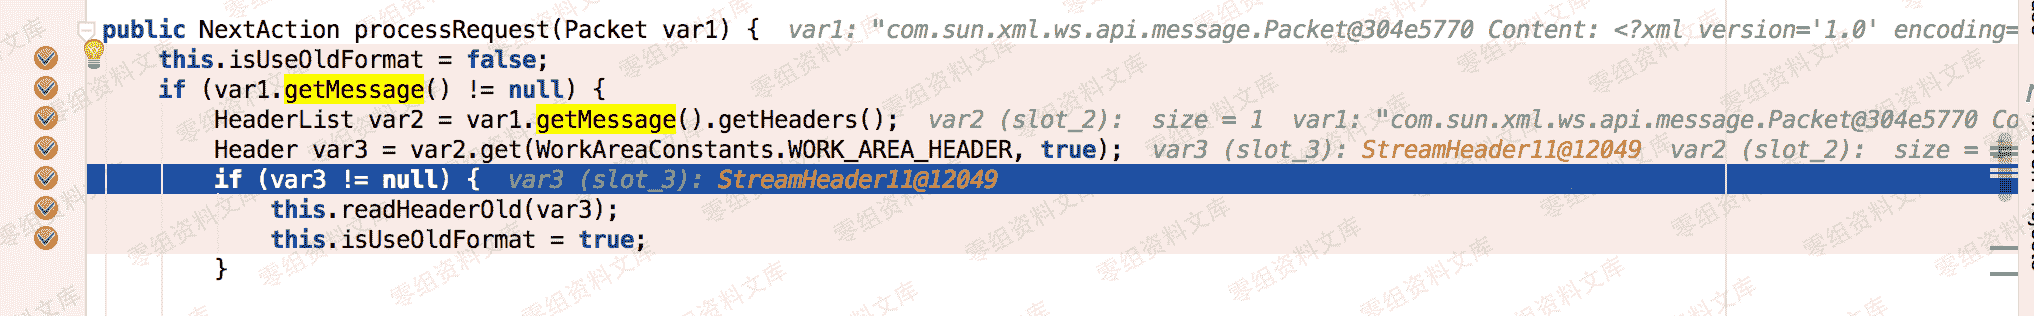 public NextAction processRequest(Packet var1) {  var1: "com.sun.xml.ws.api.message.Packet@304e5770 Content: <?xml version='1.0' encoding=
this.isUseOldFormat = false;
if (var1.getMessage() != null) {
HeaderList var2 = var1.getMessage().getHeaders();  var2 (slot_2):  size = 1  var1: "com.sun.xml.ws.api.message.Packet@304e5770 Co
Header var3 = var2.get(WorkAreaConstants.WORK_AREA_HEADER, true);  var3 (slot_3): StreamHeader11@12049  var2 (slot_2):  size =
if (var3 != null) {  var3 (slot_3): StreamHeader11@12049
this.readHeaderOld(var3);
this.isUseOldFormat = true;
}
零组资料文库